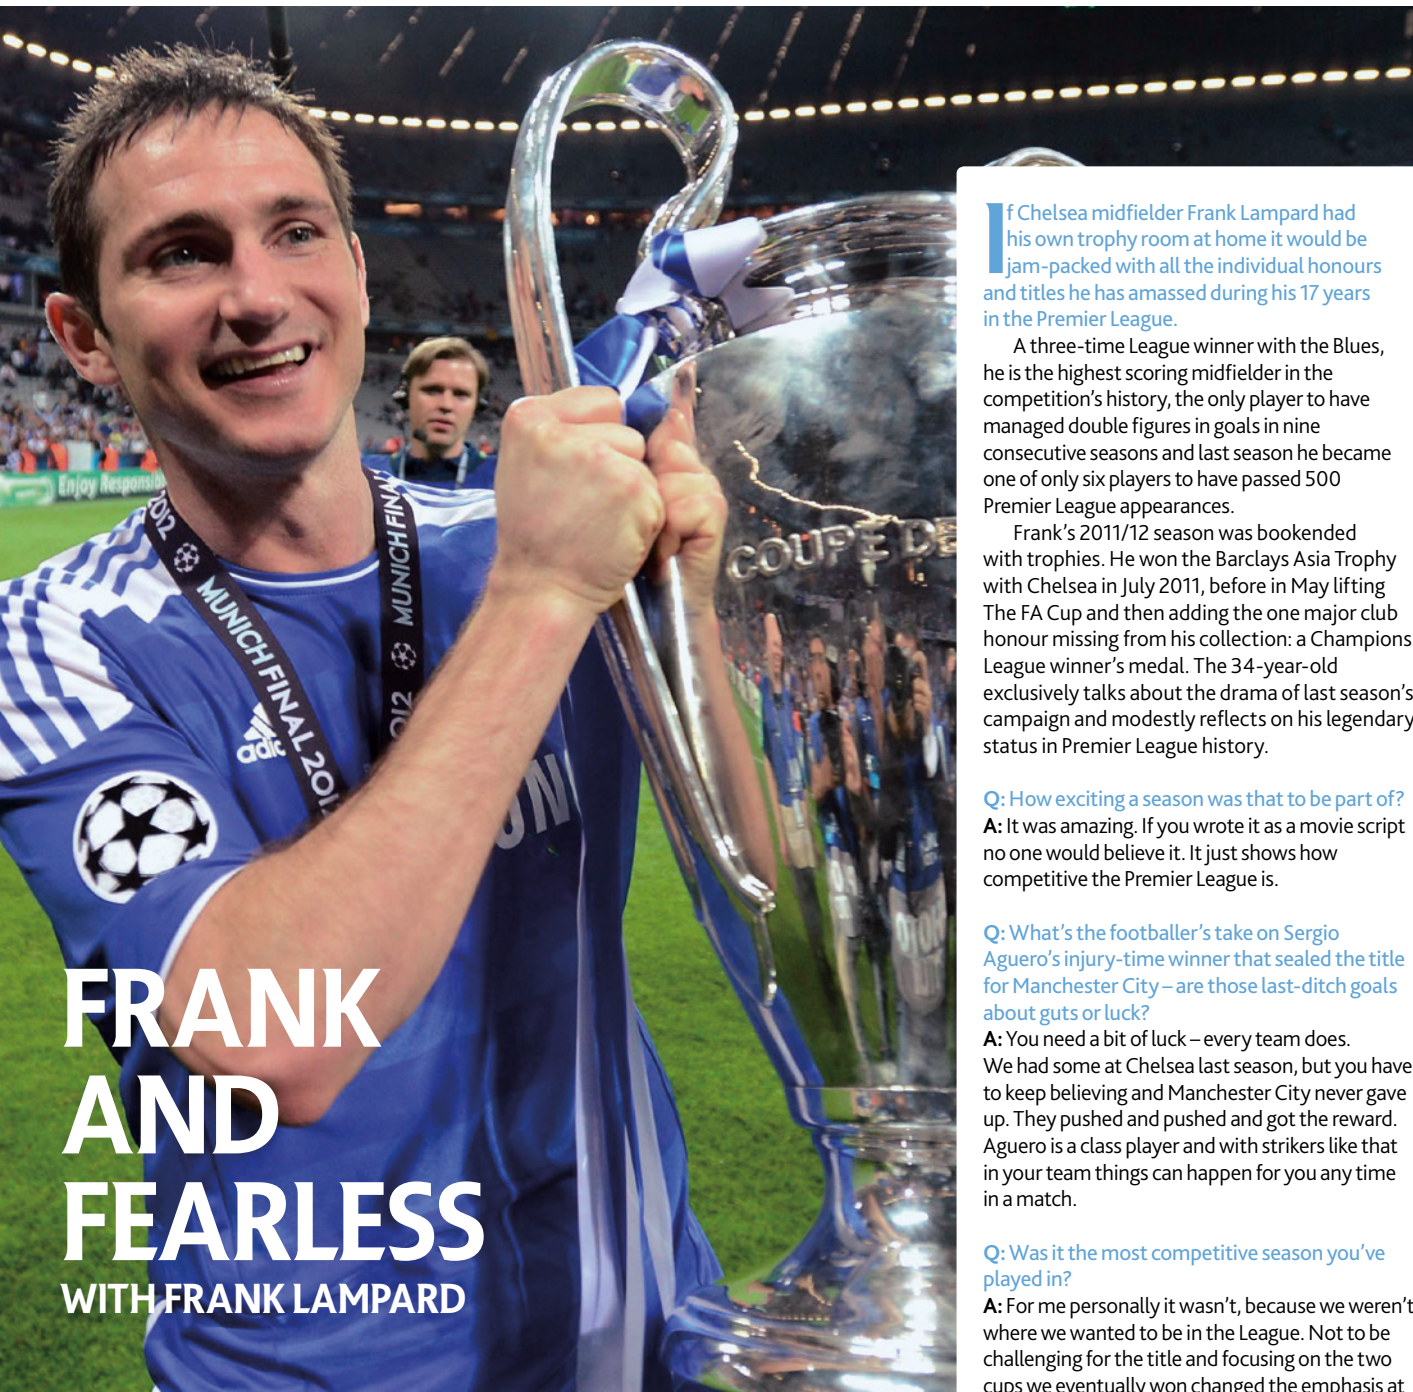 Enjoy Responsib
2012
MUNICH FINAL 201
MUNICH FINA
2012
adic
COUPE DE
FRANK
AND
FEARLESS
WITH FRANK LAMPARD
If Chelsea midfielder Frank Lampard had
his own trophy room at home it would be
jam-packed with all the individual honours
and titles he has amassed during his 17 years
in the Premier League.
A three-time League winner with the Blues,
he is the highest scoring midfielder in the
competition's history, the only player to have
managed double figures in goals in nine
consecutive seasons and last season he became
one of only six players to have passed 500
Premier League appearances.
Frank's 2011/12 season was bookended
with trophies. He won the Barclays Asia Trophy
with Chelsea in July 2011, before in May lifting
The FA Cup and then adding the one major club
honour missing from his collection: a Champions
League winner's medal. The 34-year-old
exclusively talks about the drama of last season's
campaign and modestly reflects on his legendary
status in Premier League history.
Q: How exciting a season was that to be part of?
A: It was amazing. If you wrote it as a movie script
no one would believe it. It just shows how
competitive the Premier League is.
Q: What's the footballer's take on Sergio
Aguero's injury-time winner that sealed the title
for Manchester City – are those last-ditch goals
about guts or luck?
A: You need a bit of luck – every team does.
We had some at Chelsea last season, but you have
to keep believing and Manchester City never gave
up. They pushed and pushed and got the reward.
Aguero is a class player and with strikers like that
in your team things can happen for you any time
in a match.
Q: Was it the most competitive season you've
played in?
A: For me personally it wasn't, because we weren't
where we wanted to be in the League. Not to be
challenging for the title and focusing on the two
cups we eventually won changed the emphasis at